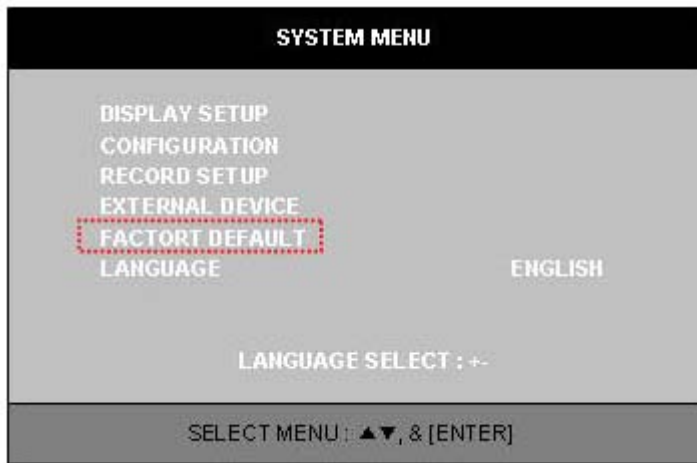 SYSTEM MENU
DISPLAY SETUP
CONFIGURATION
RECORD SETUP
EXTERNAL DEVICE
FACTORT DEFAULT
LANGUAGE ENGLISH
LANGUAGE SELECT : +-
SELECT MENU : ▲▼, & [ENTER]